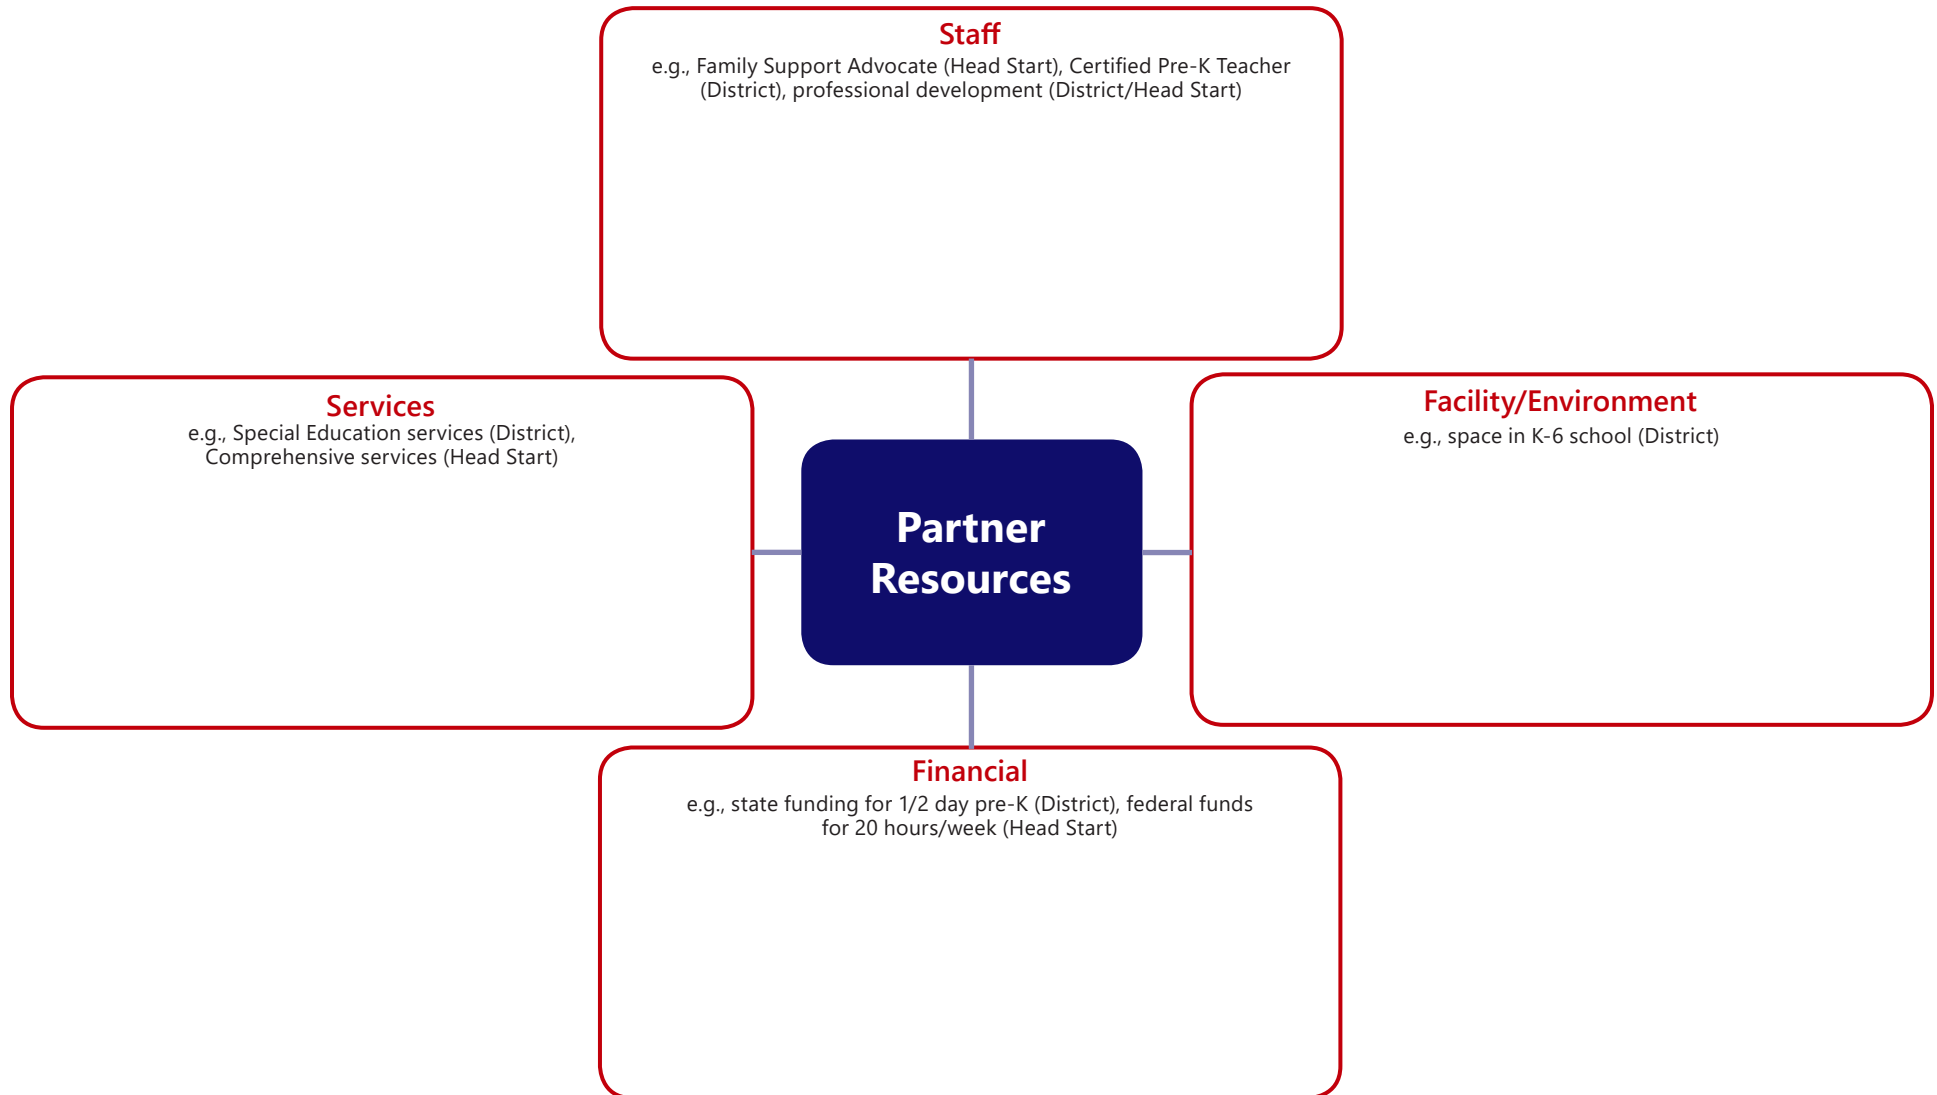 Staff
e.g., Family Support Advocate (Head Start), Certified Pre-K Teacher
(District), professional development (District/Head Start)
Services
e.g., Special Education services (District),
Comprehensive services (Head Start)
Partner
Resources
Facility/Environment
e.g., space in K-6 school (District)
Financial
e.g., state funding for 1/2 day pre-K (District), federal funds
for 20 hours/week (Head Start)